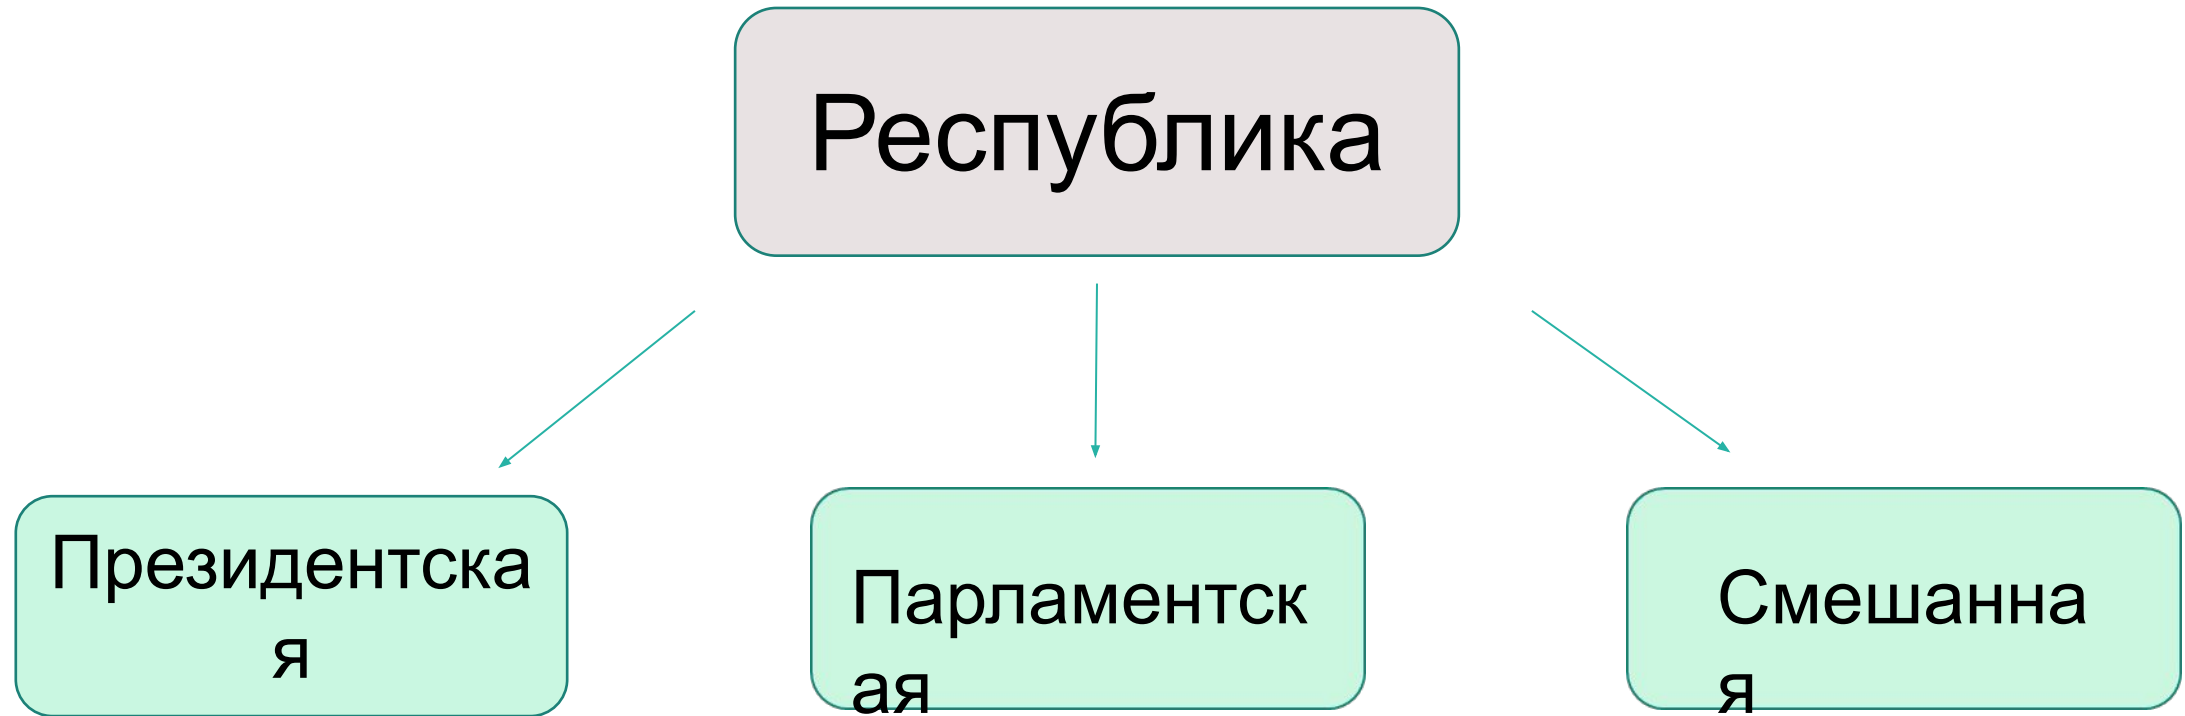 Республика
Президентска
я
Парламентск
ая
Смешанна
я